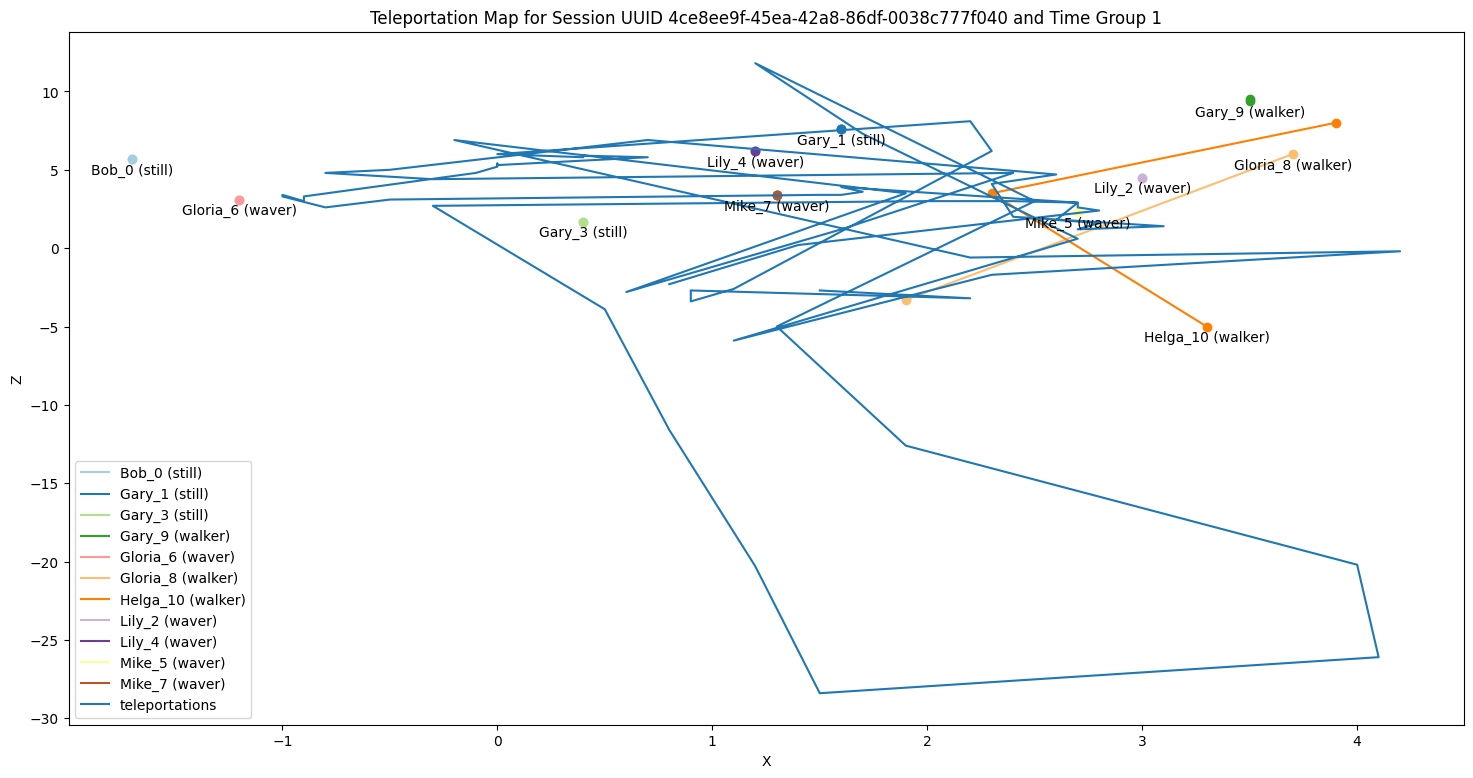 Teleportation Map for Session UUID 4ce8ee9f-45ea-42a8-86df-0038c777f040 and Time Group 1
10
5
0
−5
−10
−15
−20
−25
−30
Z
Gary_9 (walker)
Gary_1 (still)
Lily_4 (waver)
Gloria_8 (walker)
Bob_0 (still)
Lily_2 (waver)
Mike_7 (waver)
Gloria_6 (waver)
Mike_5 (waver)
Gary_3 (still)
Helga_10 (walker)
Bob_0 (still)
Gary_1 (still)
Gary_3 (still)
Gary_9 (walker)
Gloria_6 (waver)
Gloria_8 (walker)
Helga_10 (walker)
Lily_2 (waver)
Lily_4 (waver)
Mike_5 (waver)
Mike_7 (waver)
teleportations
−1
0
1
2
3
4
X